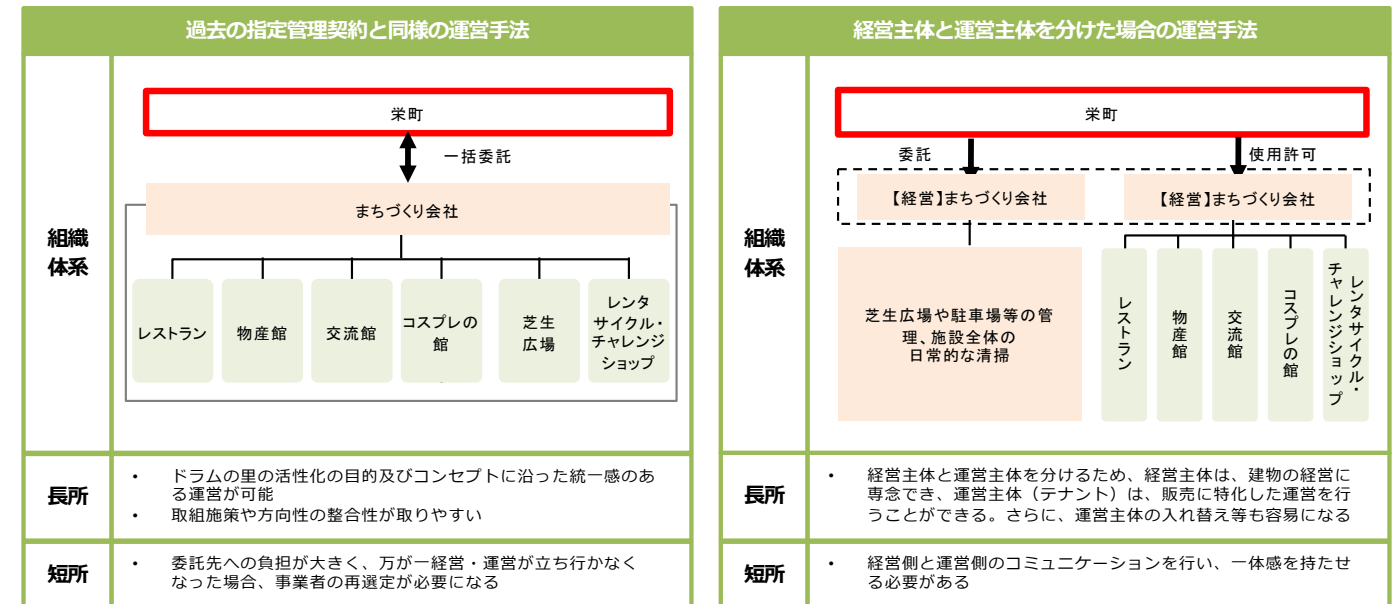 過去の指定管理契約と同様の運営手法
組織
体系
栄町
一括委託
まちづくり会社
レストラン
物産館
交流館
コスプレの
館
芝生
広場
レンタ
サイクル・
チャレンジ
ショップ
長所
• ドラムの里の活性化の目的及びコンセプトに沿った統一感のあ
る運営が可能
• 取組施策や方向性の整合性が取りやすい
短所
• 委託先への負担が大きく、万が一経営・運営が立ち行かなく
なった場合、事業者の再選定が必要になる
経営主体と運営主体を分けた場合の運営手法
組織
体系
栄町
委託
使用許可
【経営】まちづくり会社
【経営】まちづくり会社
芝生広場や駐車場等の管
理、施設全体の
日常的な清掃
レストラン
物産館
交流館
コスプレの館
レンタサイクル・
チャレンジショップ
長所
• 経営主体と運営主体を分けるため、経営主体は、建物の経営に
専念でき、運営主体（テナント）は、販売に特化した運営を行
うことができる。さらに、運営主体の入れ替え等も容易になる
短所
• 経営側と運営側のコミュニケーションを行い、一体感を持たせ
る必要がある